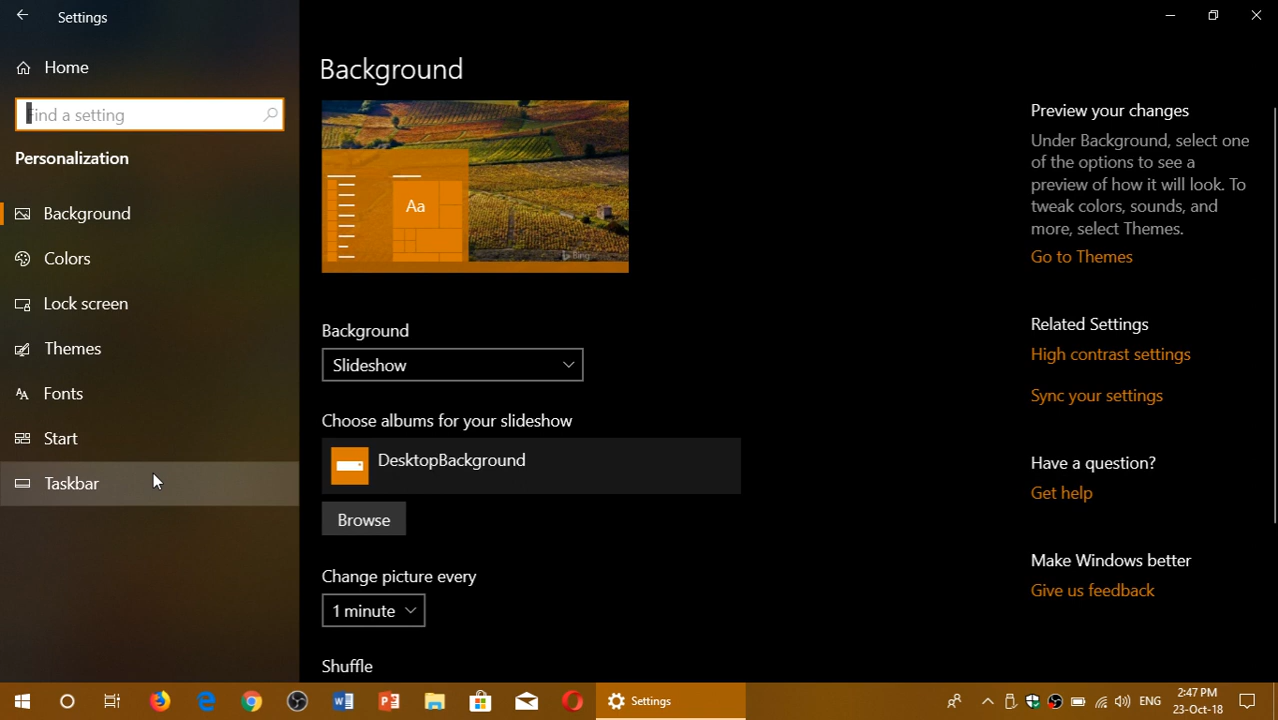 Settings
Home
Find a setting
Personalization
Background
Colors
Lock screen
Themes
Fonts
Start
Taskbar
Background
Aa
Bing
Background
Slideshow
Choose albums for your slideshow
DesktopBackground
Browse
Change picture every
1 minute
Shuffle
Preview your changes
Under Background, select one
of the options to see a
preview of how it will look. To
tweak colors, sounds, and
more, select Themes.
Go to Themes
Related Settings
High contrast settings
Sync your settings
Have a question?
Get help
Make Windows better
Give us feedback
Settings
ENG
2:47 PM
23-Oct-18